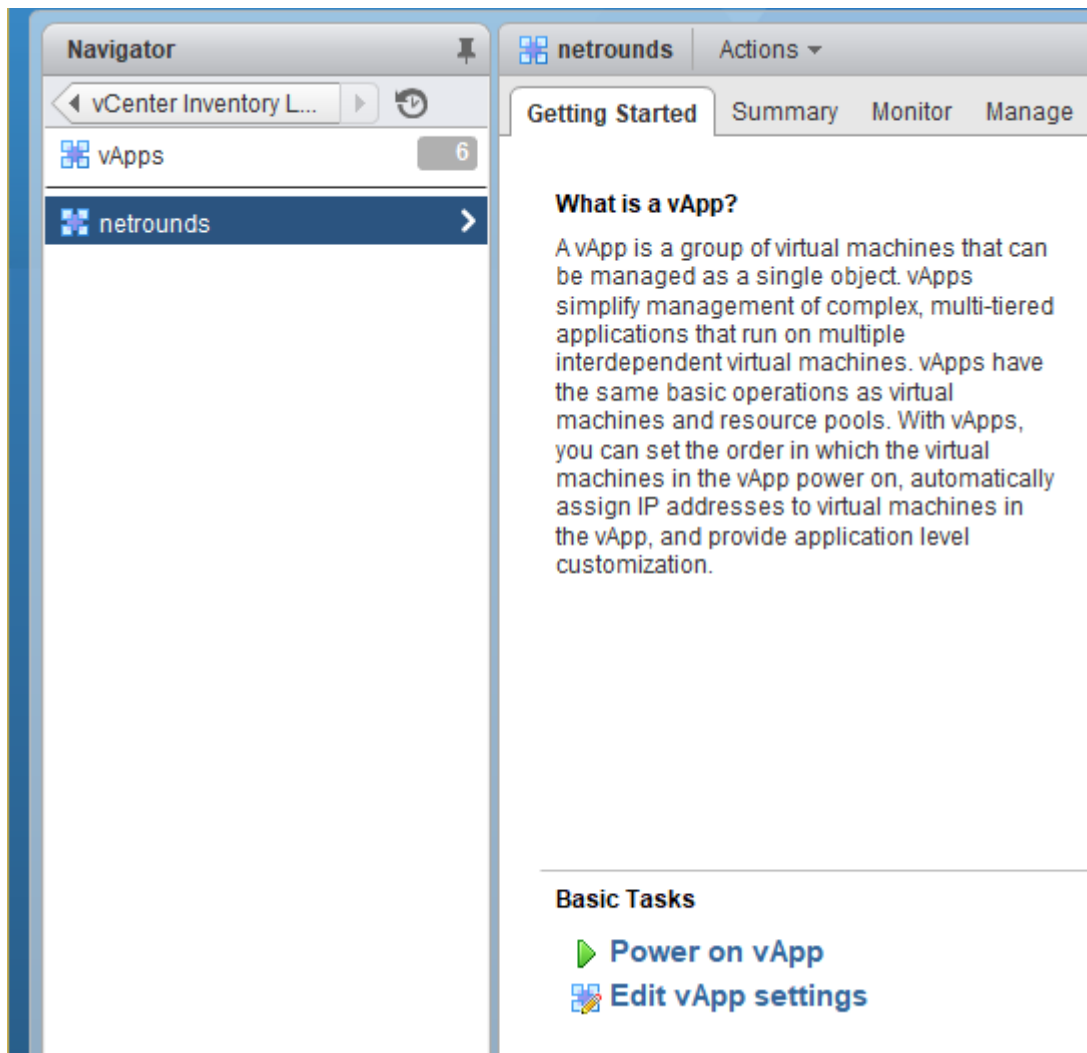 Navigator
vCenter Inventory L...
vApps 6
netrounds
netrounds Actions
Getting Started Summary Monitor Manage
What is a vApp?
A vApp is a group of virtual machines that can
be managed as a single object. vApps
simplify management of complex, multi-tiered
applications that run on multiple
interdependent virtual machines. vApps have
the same basic operations as virtual
machines and resource pools. With vApps,
you can set the order in which the virtual
machines in the vApp power on, automatically
assign IP addresses to virtual machines in
the vApp, and provide application level
customization.
Basic Tasks
Power on vApp
Edit vApp settings